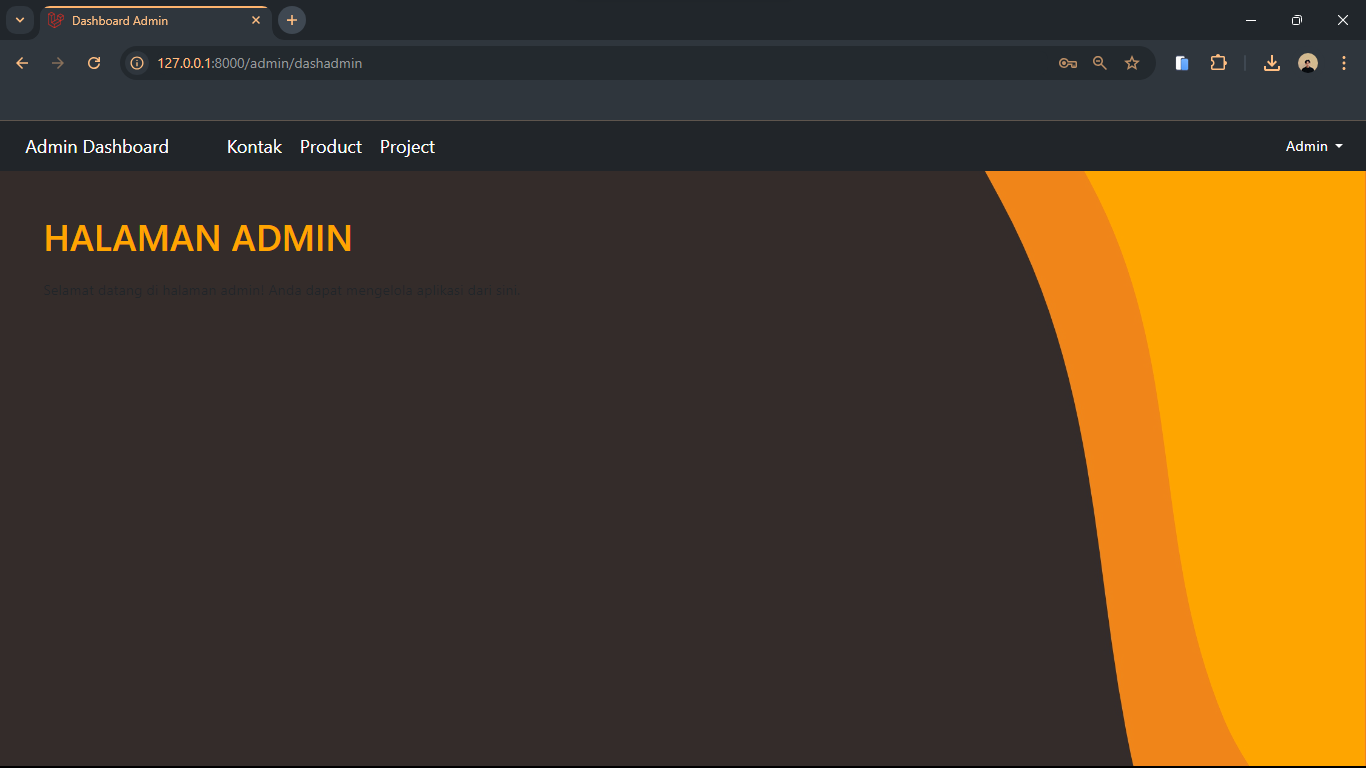 Dashboard Admin
127.0.0.1:8000/admin/dashadmin
Admin Dashboard Kontak Product Project Admin
HALAMAN ADMIN
Selamat datang di halaman admin! Anda dapat mengelola aplikasi dari sini.